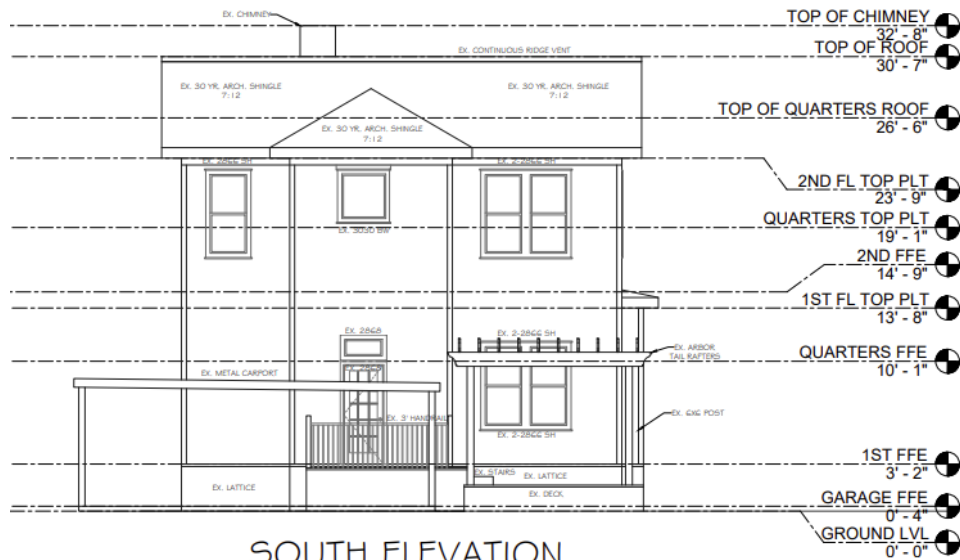 EX. CHIMNEY
TOP OF CHIMNEY
32' - 8"
EX. CONTINUOUS RIDGE VENT
TOP OF ROOF
30' - 7"
EX. 30 YR. ARCH. SHINGLE
7:12
EX. 30 YR. ARCH. SHINGLE
7:12
TOP OF QUARTERS ROOF
26' - 6"
EX. 30 YR. ARCH. SHINGLE
7:12
EX. 2866 SH
EX. 2-2866 SH
2ND FL TOP PLT
23' - 9"
QUARTERS TOP PLT
19' - 1"
EX. 3030 BW
2ND FFE
14' - 9"
1ST FL TOP PLT
13' - 8"
EX. 2868
EX. 2-2866 SH
EX. ARBOR
TAIL RAFTERS
QUARTERS FFE
10' - 1"
EX. METAL CARPORT
EX. 2868
EX. 3' HANDRAIL
EX. 6X6 POST
EX. 2-2866 SH
1ST FFE
3' - 2"
EX. STAIRS
EX. LATTICE
EX. LATTICE
EX. DECK
GARAGE FFE
0' - 4"
GROUND LVL
0' - 0"
SOUTH ELEVATION